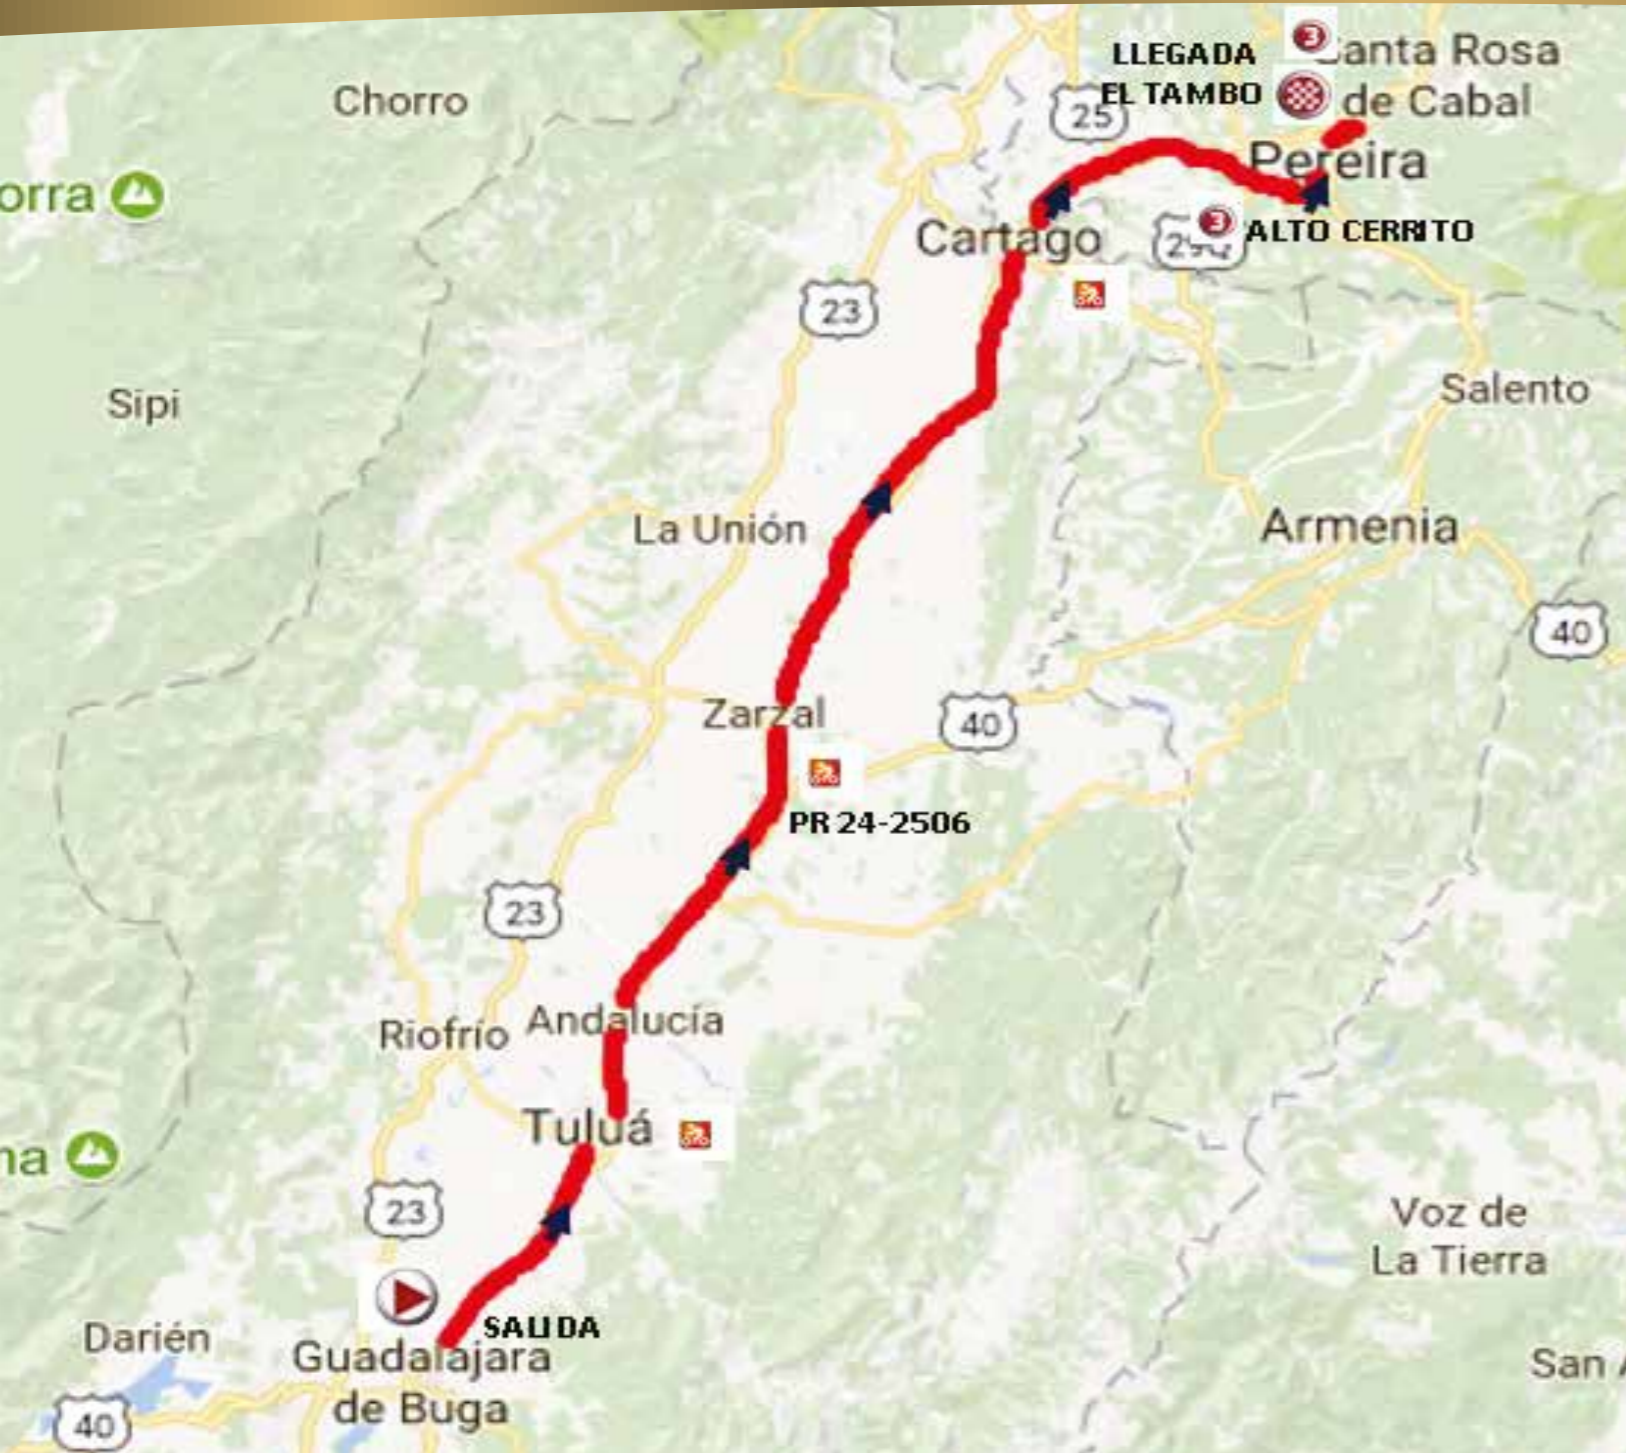 LLEGADA
3
Santa Rosa
de Cabal
EL TAMBO
Chorro
25
Pereira
orra
Cartago
3
ALTO CERRITO
23
Sipi
Salento
La Unión
Armenia
40
Zarzal
40
PR 24-2506
23
Riofrío
Andalucía
Tuluá
na
23
Voz de
La Tierra
SALIDA
Darién
Guadalajara
de Buga
San A
40